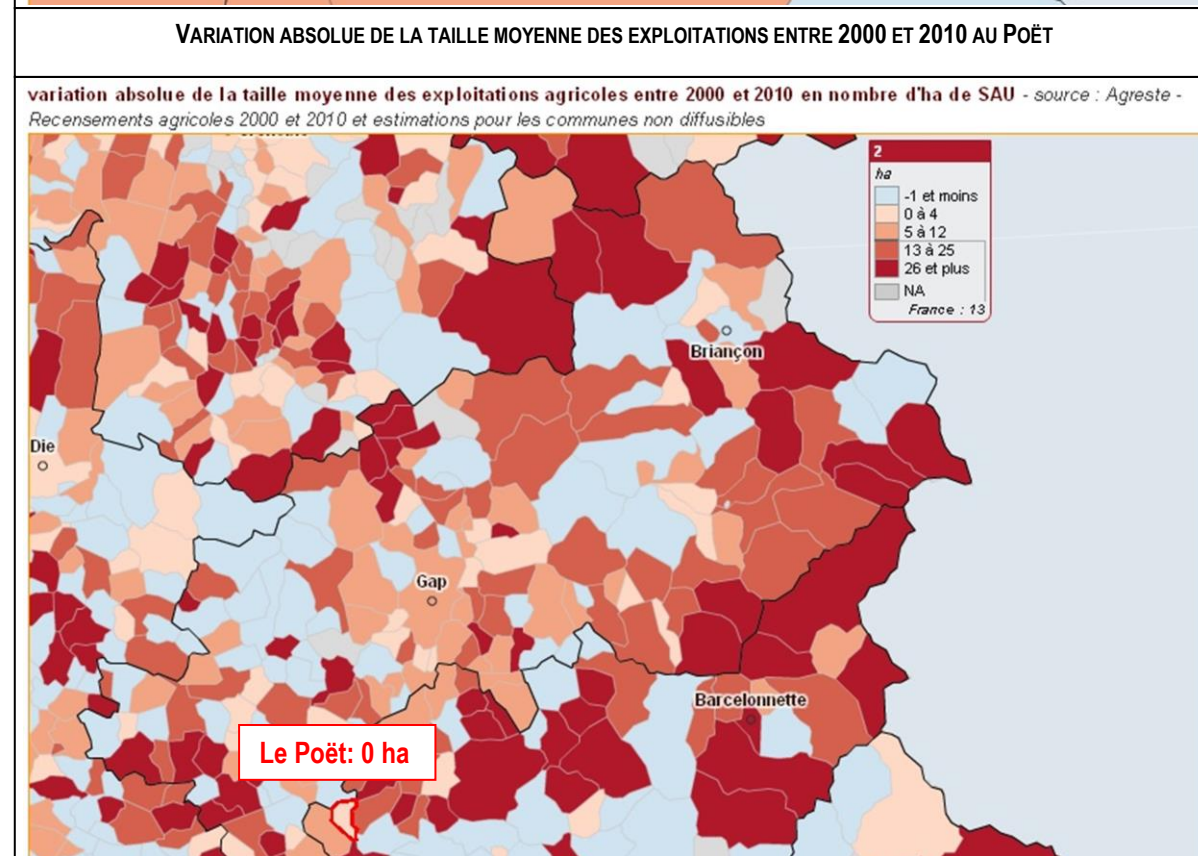 VARIATION ABSOLUE DE LA TAILLE MOYENNE DES EXPLOITATIONS ENTRE 2000 ET 2010 AU POËT
variation absolue de la taille moyenne des exploitations agricoles entre 2000 et 2010 en nombre d'ha de SAU - source : Agreste -
Recensements agricoles 2000 et 2010 et estimations pour les communes non diffusibles
2
ha
-1 et moins
0 à 4
5 à 12
13 à 25
26 et plus
NA
France : 13
Briançon
Die
Gap
Barcelonnette
Le Poët: 0 ha